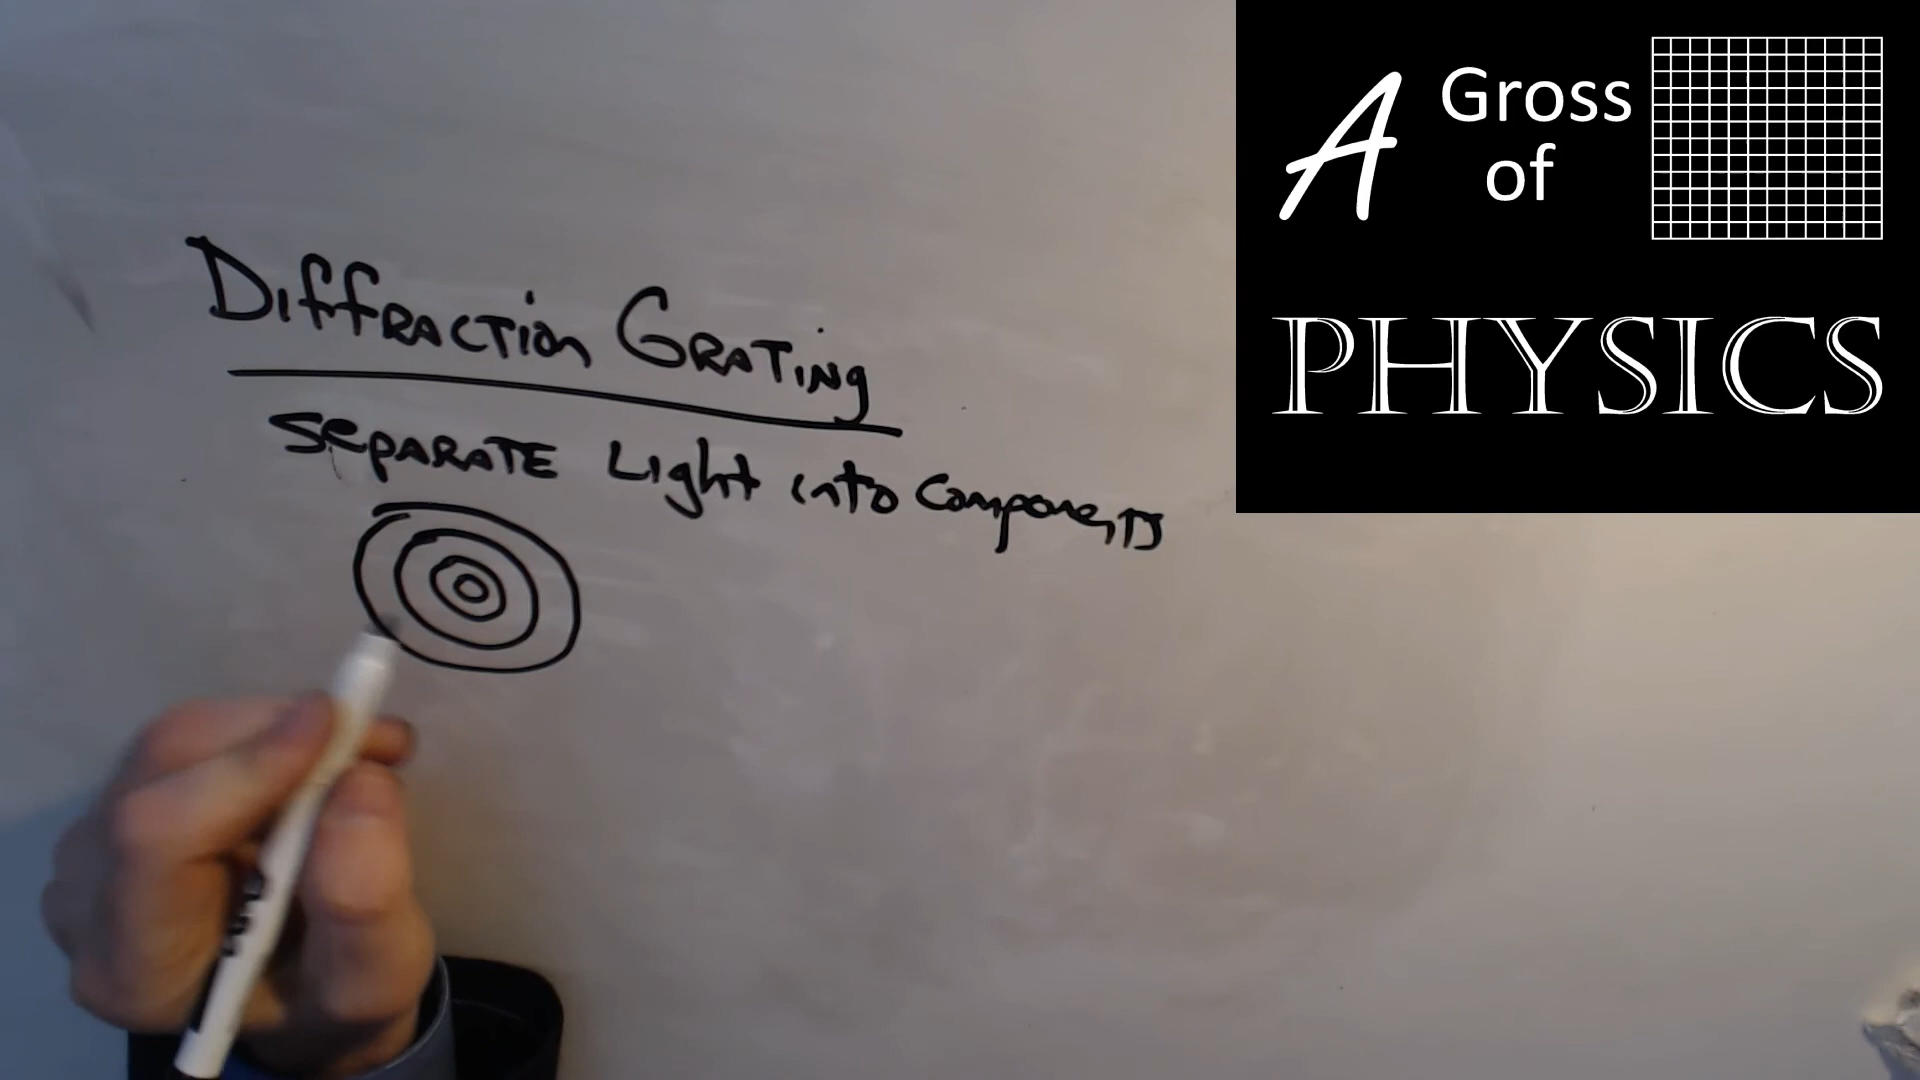 Diffraction Grating
Separate Light into Components
A Gross of
PHYSICS